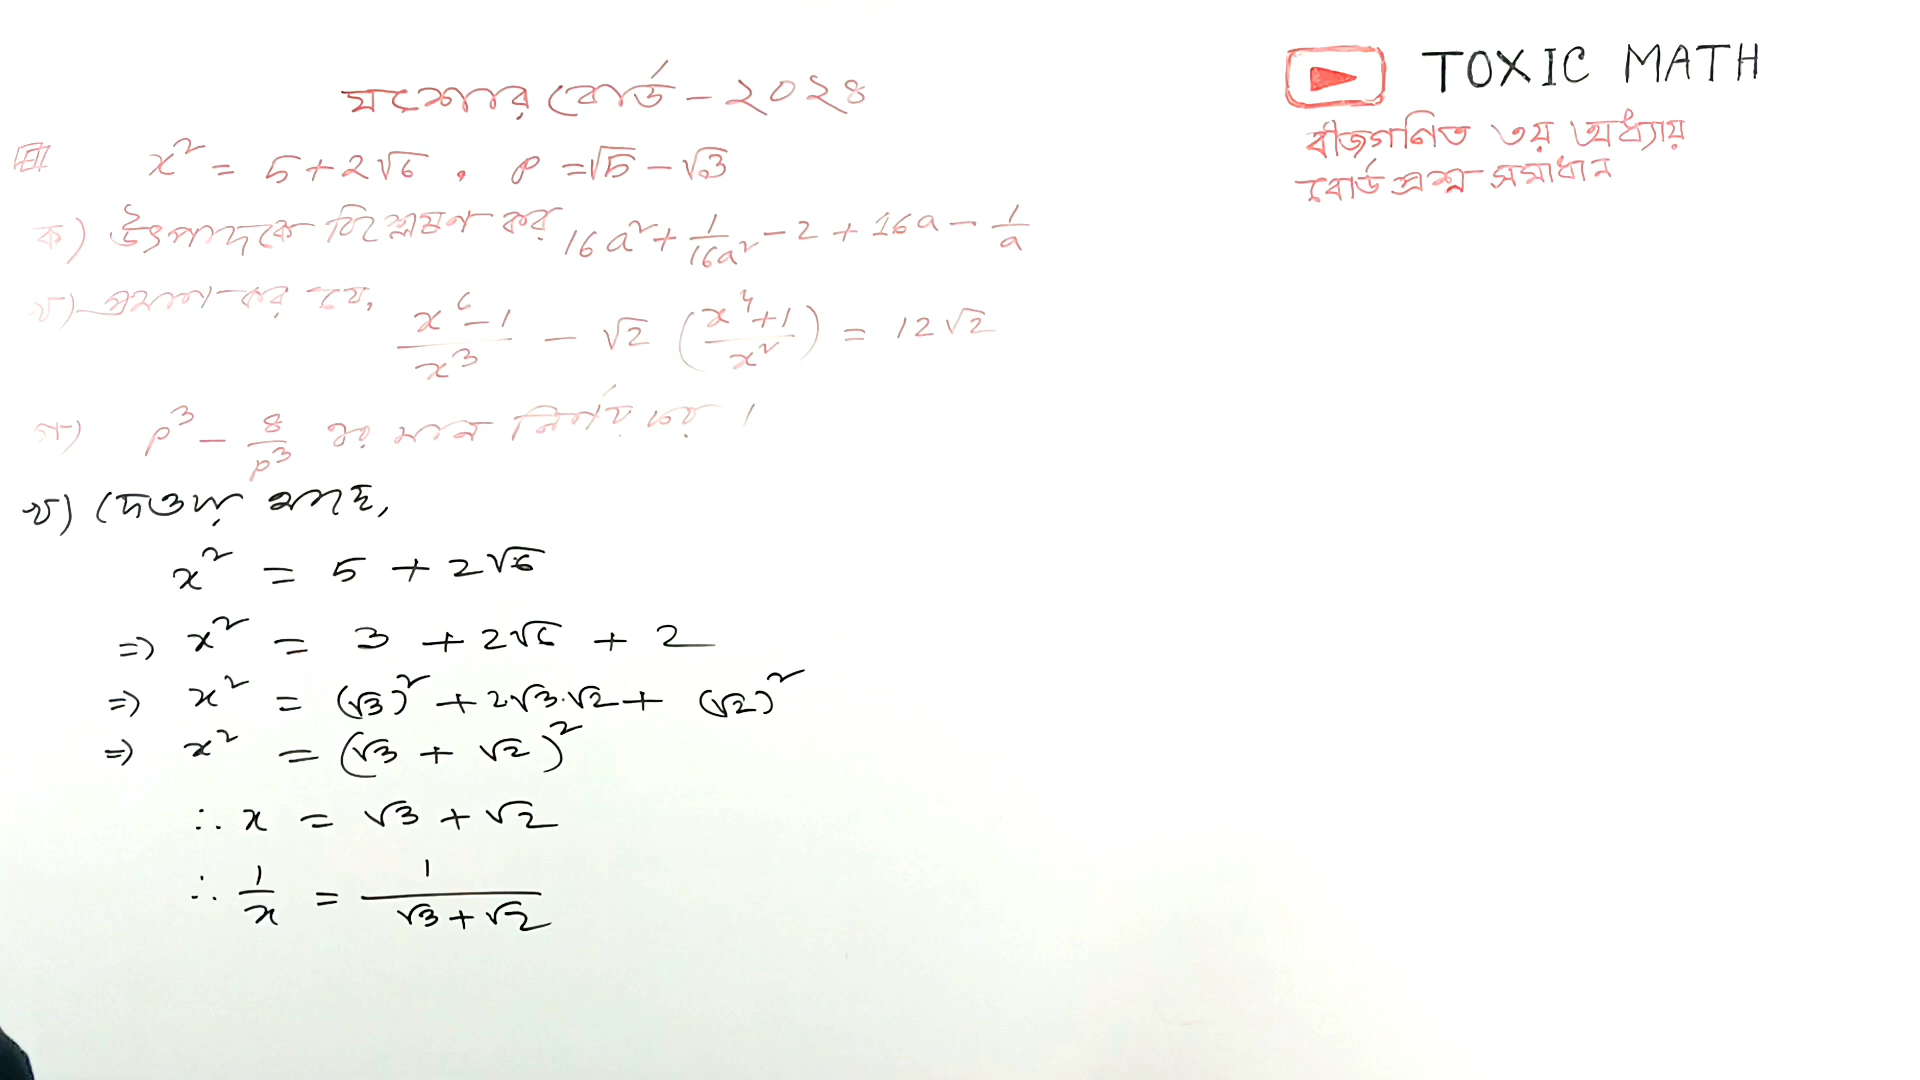 যশোর বোর্ড - ২০২৪
x² = 5+2√6, P = √5 - √3
ক) উৎপাদকে বিশ্লেষণ কর 16a² + 1/16a² - 2 + 16a - 1/a
খ) প্রমাণ কর যে, x⁶-1/x³ - √2 (x⁴+1/x²) = 12√2
গ) P³ - 8/P³ এর মান নির্ণয় কর।
খ) দেওয়া আছে,
x² = 5 + 2√6
⇒ x² = 3 + 2√6 + 2
⇒ x² = (√3)² + 2√3.√2 + (√2)²
⇒ x² = (√3 + √2)²
∴ x = √3 + √2
∴ 1/x = 1/√3+√2
TOXIC MATH
বীজগণিত ৩য় অধ্যায়
বোর্ড প্রশ্ন সমাধান